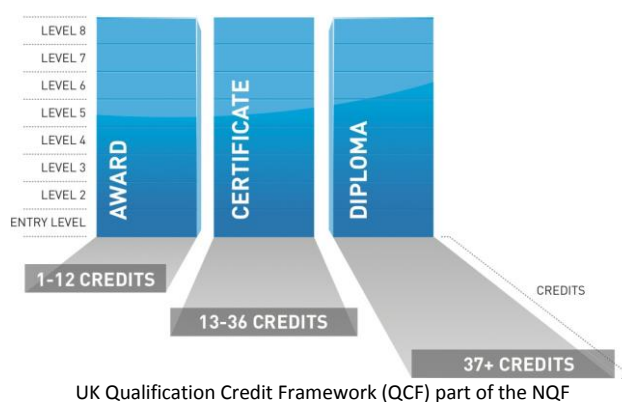 LEVEL 8
LEVEL 7
LEVEL 6
LEVEL 5
LEVEL 4
LEVEL 3
LEVEL 2
ENTRY LEVEL
AWARD
CERTIFICATE
DIPLOMA
1-12 CREDITS
13-36 CREDITS
37+ CREDITS
CREDITS
UK Qualification Credit Framework (QCF) part of the NQF